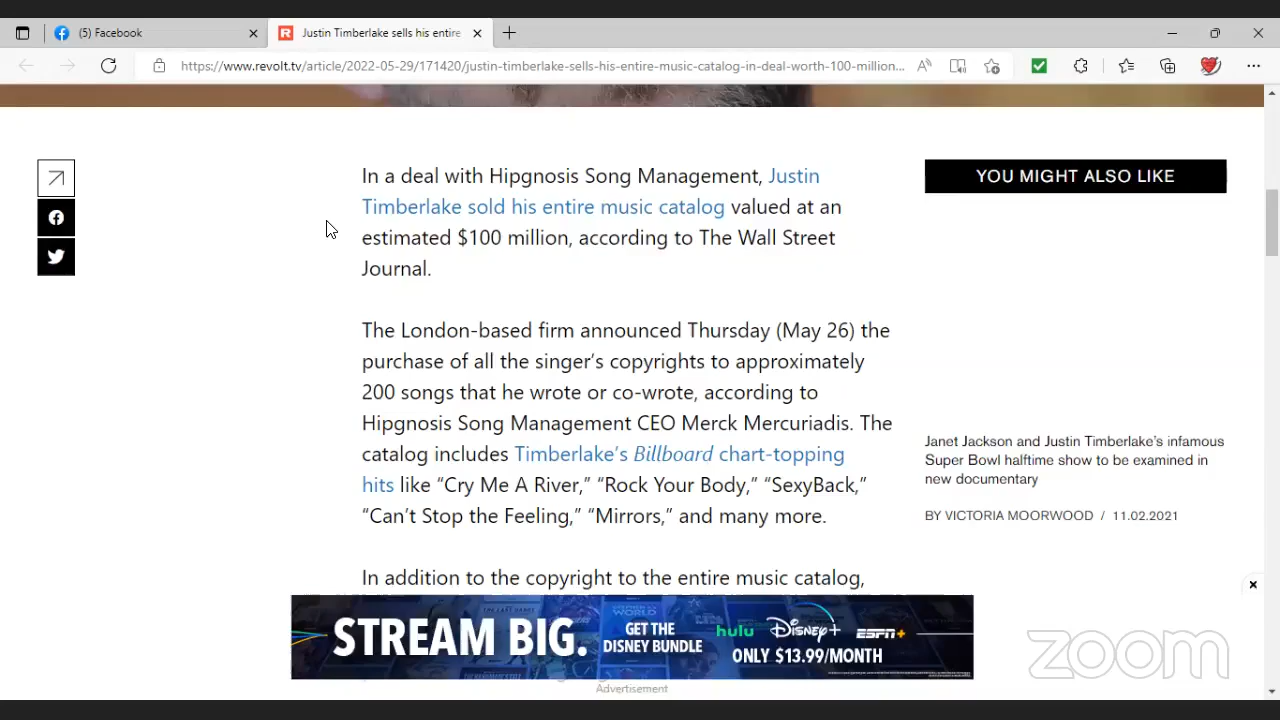 (5) Facebook
Justin Timberlake sells his entire
https://www.revolt.tv/article/2022-05-29/171420/justin-timberlake-sells-his-entire-music-catalog-in-deal-worth-100-million...
In a deal with Hipgnosis Song Management, Justin
Timberlake sold his entire music catalog valued at an
estimated $100 million, according to The Wall Street
Journal.
The London-based firm announced Thursday (May 26) the
purchase of all the singer’s copyrights to approximately
200 songs that he wrote or co-wrote, according to
Hipgnosis Song Management CEO Merck Mercuriadis. The
catalog includes Timberlake’s Billboard chart-topping
hits like “Cry Me A River,” “Rock Your Body,” “SexyBack,”
“Can’t Stop the Feeling,” “Mirrors,” and many more.
In addition to the copyright to the entire music catalog,
YOU MIGHT ALSO LIKE
Janet Jackson and Justin Timberlake’s infamous
Super Bowl halftime show to be examined in
new documentary
BY VICTORIA MOORWOOD / 11.02.2021
STREAM BIG.
GET THE
DISNEY BUNDLE
hulu Disney+ ESPN+
ONLY $13.99/MONTH
Advertisement
zoom